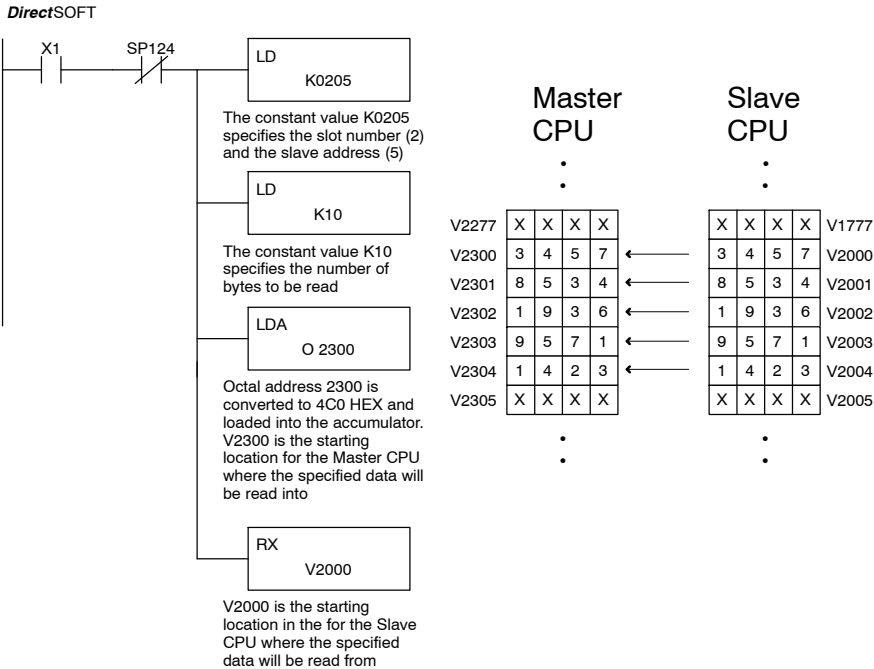 DirectSOFT
X1
SP124
LD
K0205
The constant value K0205
specifies the slot number (2)
and the slave address (5)
LD
K10
The constant value K10
specifies the number of
bytes to be read
LDA
O 2300
Octal address 2300 is
converted to 4C0 HEX and
loaded into the accumulator.
V2300 is the starting
location for the Master CPU
where the specified data will
be read into
RX
V2000
V2000 is the starting
location in the for the Slave
CPU where the specified
data will be read from
Master
CPU
Slave
CPU
V2277 X X X X X X X X V1777
V2300 3 4 5 7 3 4 5 7 V2000
V2301 8 5 3 4 8 5 3 4 V2001
V2302 1 9 3 6 1 9 3 6 V2002
V2303 9 5 7 1 9 5 7 1 V2003
V2304 1 4 2 3 1 4 2 3 V2004
V2305 X X X X X X X X V2005